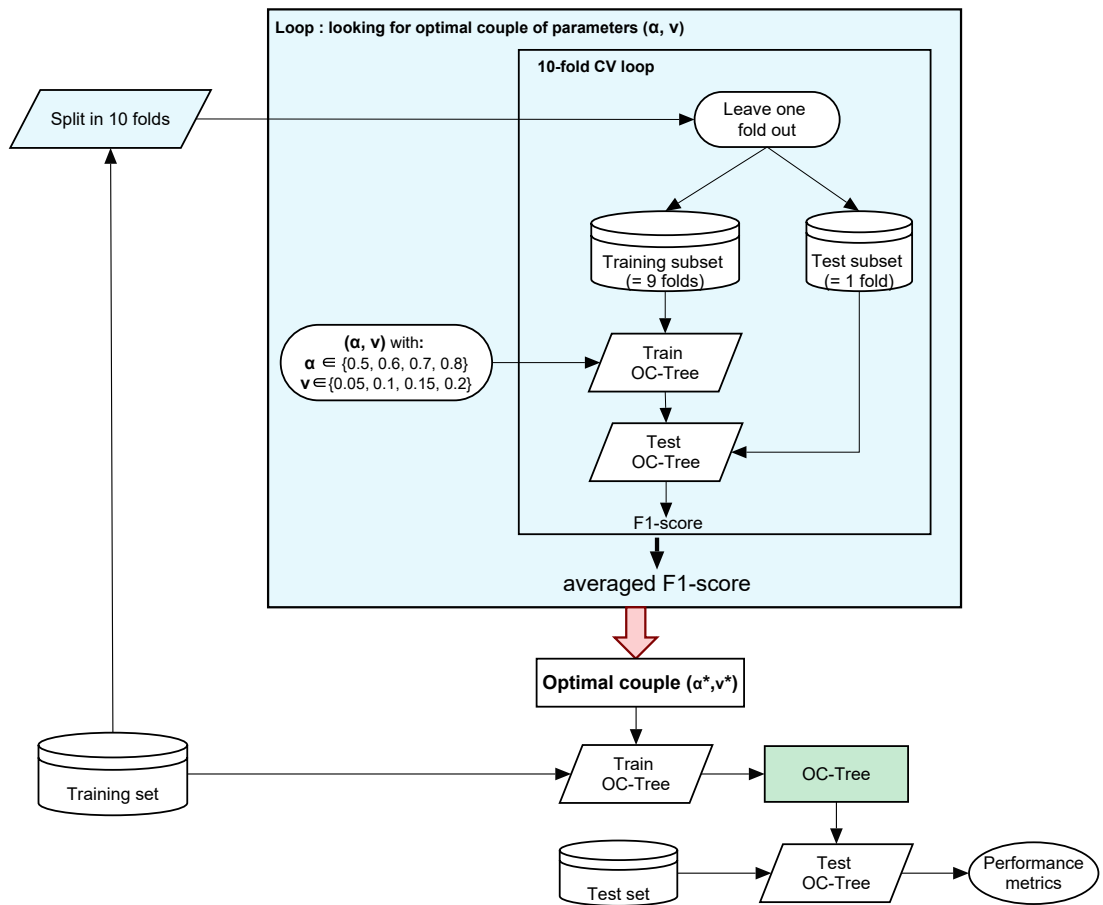 Loop : looking for optimal couple of parameters (α, ν)
10-fold CV loop
Split in 10 folds
Leave one
fold out
Training subset
(= 9 folds)
Test subset
(= 1 fold)
(α, ν) with:
α ∈ {0.5, 0.6, 0.7, 0.8}
ν ∈ {0.05, 0.1, 0.15, 0.2}
Train
OC-Tree
Test
OC-Tree
F1-score
averaged F1-score
Optimal couple (α*,ν*)
Training set
Train
OC-Tree
OC-Tree
Test set
Test
OC-Tree
Performance
metrics